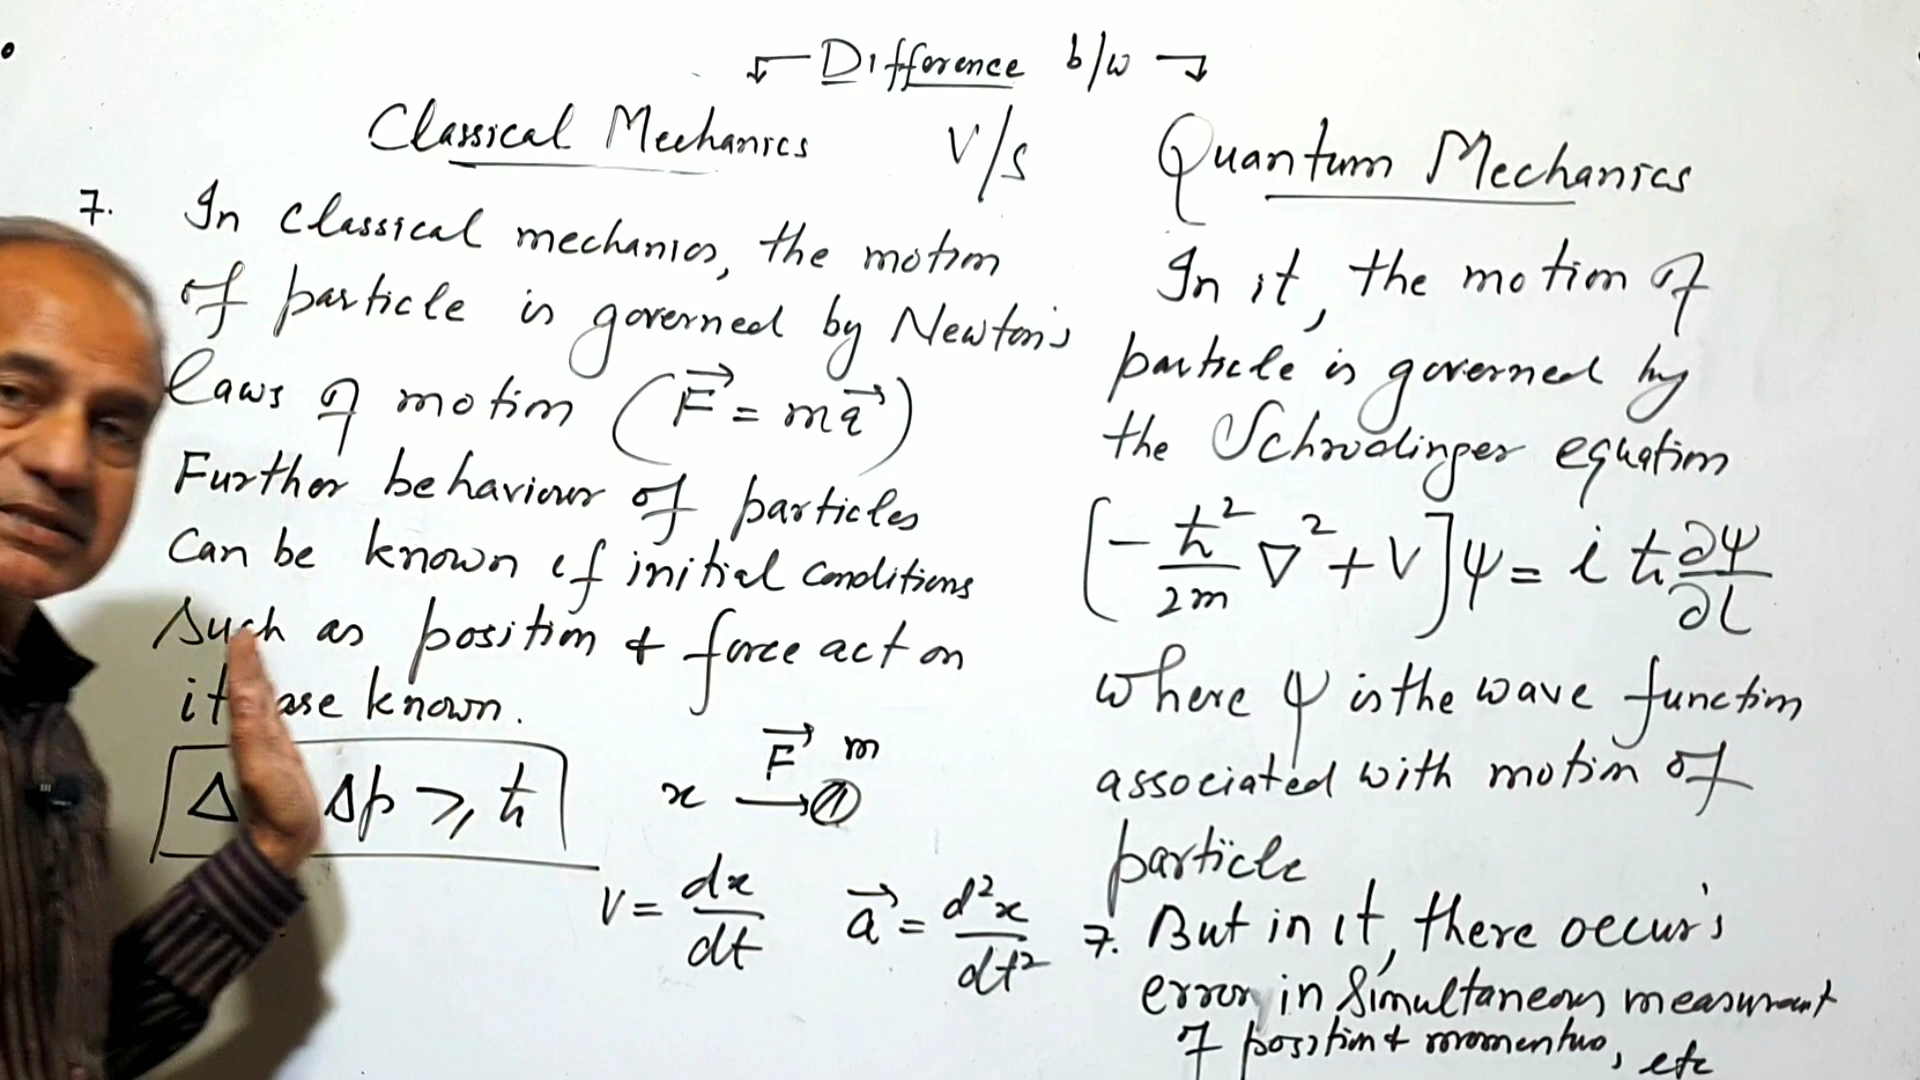 Difference b/w
Classical Mechanics V/s Quantum Mechanics
7. In classical mechanics, the motion
of particle is governed by Newton's
laws of motion (F⃗ = ma⃗)
Further behaviour of particles
can be known if initial conditions
such as position & force act on
it are known.
Δ Δp ≥ ħ
x F⃗ m
v = dx/dt a⃗ = d²x/dt²
In it, the motion of
particle is governed by
the Schrodinger equation
[-ħ²/2m ∇² + V]ψ = iħ ∂ψ/∂t
where ψ is the wave function
associated with motion of
particle
7. But in it, there occur's
error in simultaneous measurment
of position & momentum, etc